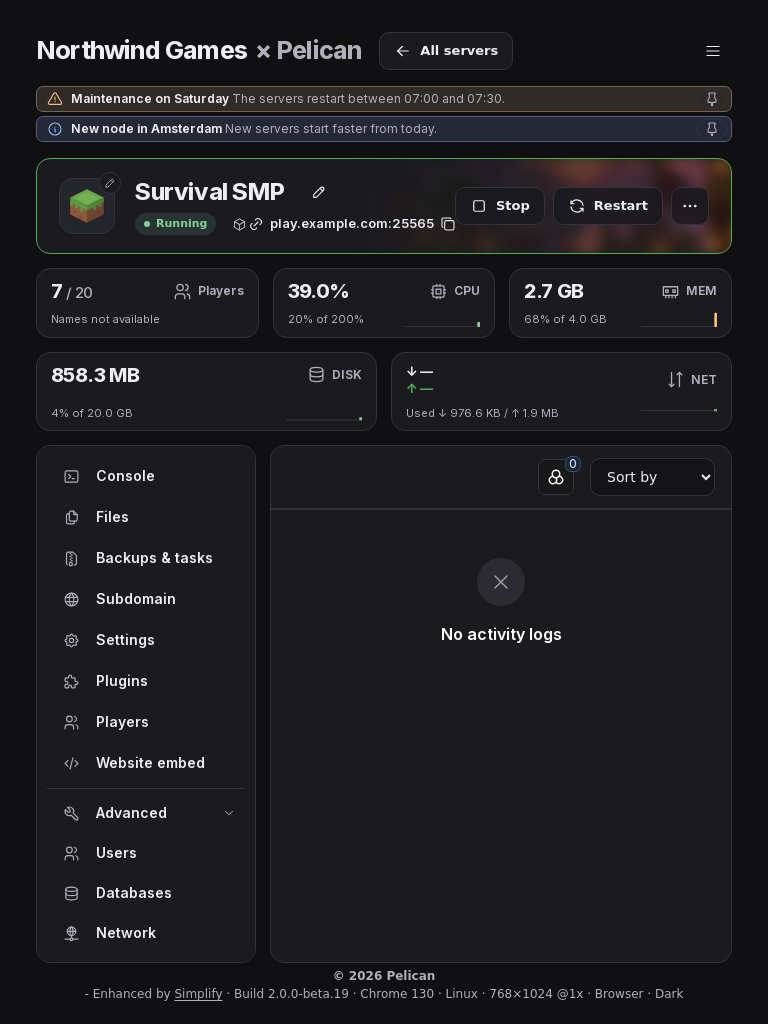 Northwind Games × Pelican
All servers
Maintenance on Saturday The servers restart between 07:00 and 07:30.
New node in Amsterdam New servers start faster from today.
Survival SMP
Running
play.example.com:25565
Stop
Restart
7 / 20
Players
Names not available
39.0%
CPU
20% of 200%
2.7 GB
MEM
68% of 4.0 GB
858.3 MB
DISK
4% of 20.0 GB
↓ —
↑ —
NET
Used ↓ 976.6 KB / ↑ 1.9 MB
Console
Files
Backups & tasks
Subdomain
Settings
Plugins
Players
Website embed
Advanced
Users
Databases
Network
0
Sort by
No activity logs
© 2026 Pelican
- Enhanced by Simplify · Build 2.0.0-beta.19 · Chrome 130 · Linux · 768×1024 @1x · Browser · Dark